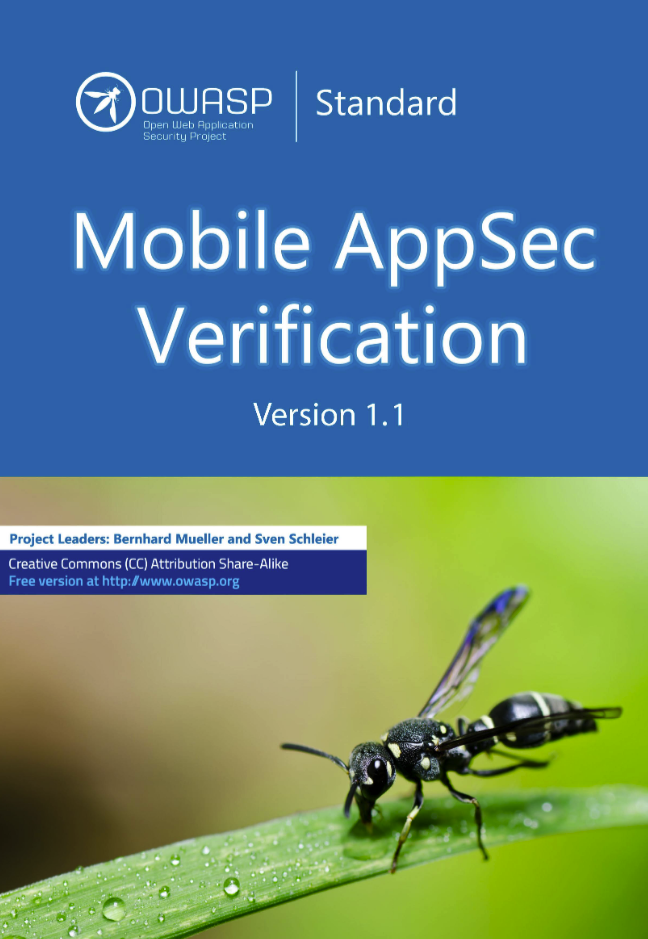 OWASP
Open Web Application
Security Project
Standard
Mobile AppSec
Verification
Version 1.1
Project Leaders: Bernhard Mueller and Sven Schleier
Creative Commons (CC) Attribution Share-Alike
Free version at http://www.owasp.org